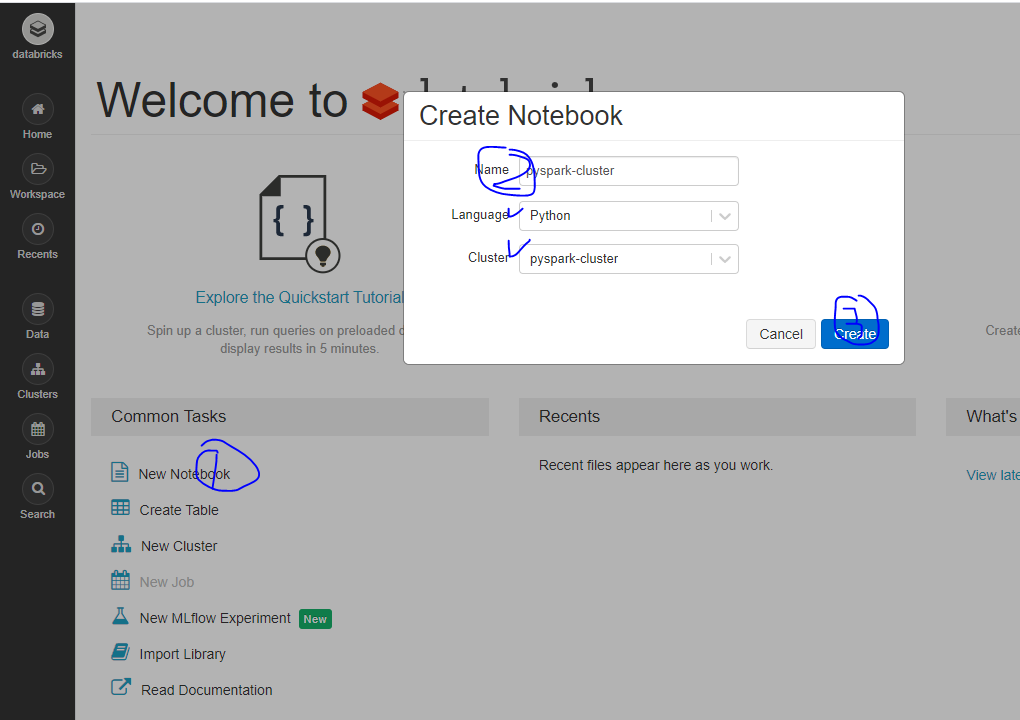 databricks
Home
Workspace
Recents
Data
Clusters
Jobs
Search
Welcome to
Create Notebook
Name
2
pyspark-cluster
Language
Python
Cluster
pyspark-cluster
Cancel
Create
3
Explore the Quickstart Tutorial
Spin up a cluster, run queries on preloaded
display results in 5 minutes.
Common Tasks
New Notebook
1
Create Table
New Cluster
New Job
New MLflow Experiment New
Import Library
Read Documentation
Recents
Recent files appear here as you work.
Create
What's
View late